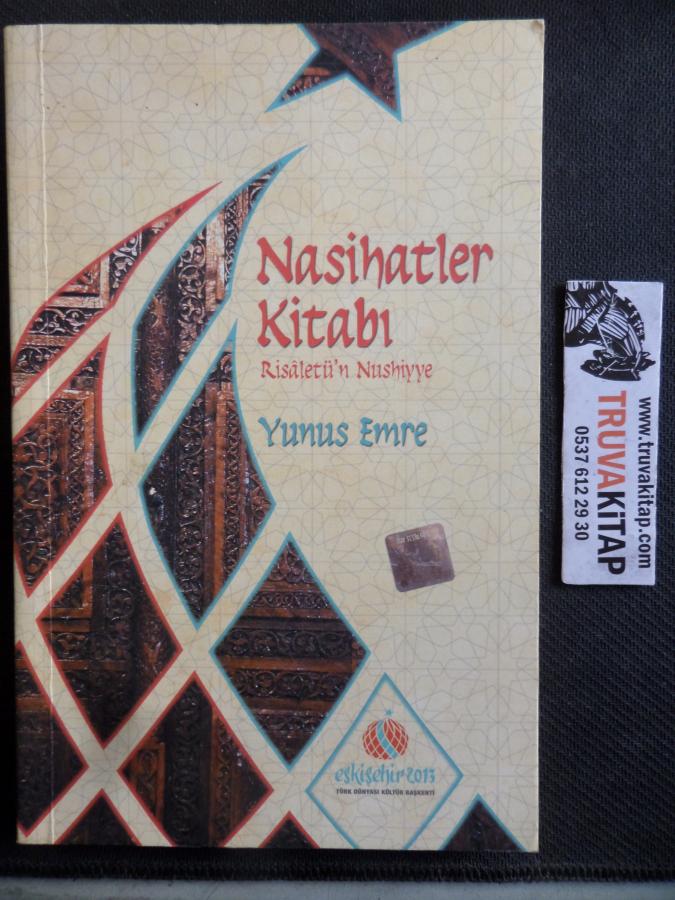 Nasihatler
Kitabı
Risâletü'n Nushiyye
Yunus Emre
eskişehir2013
TÜRK DÜNYASI KÜLTÜR BAŞKENTİ
www.truvakitap.com
TRUVAKiTAP
0537 612 29 30